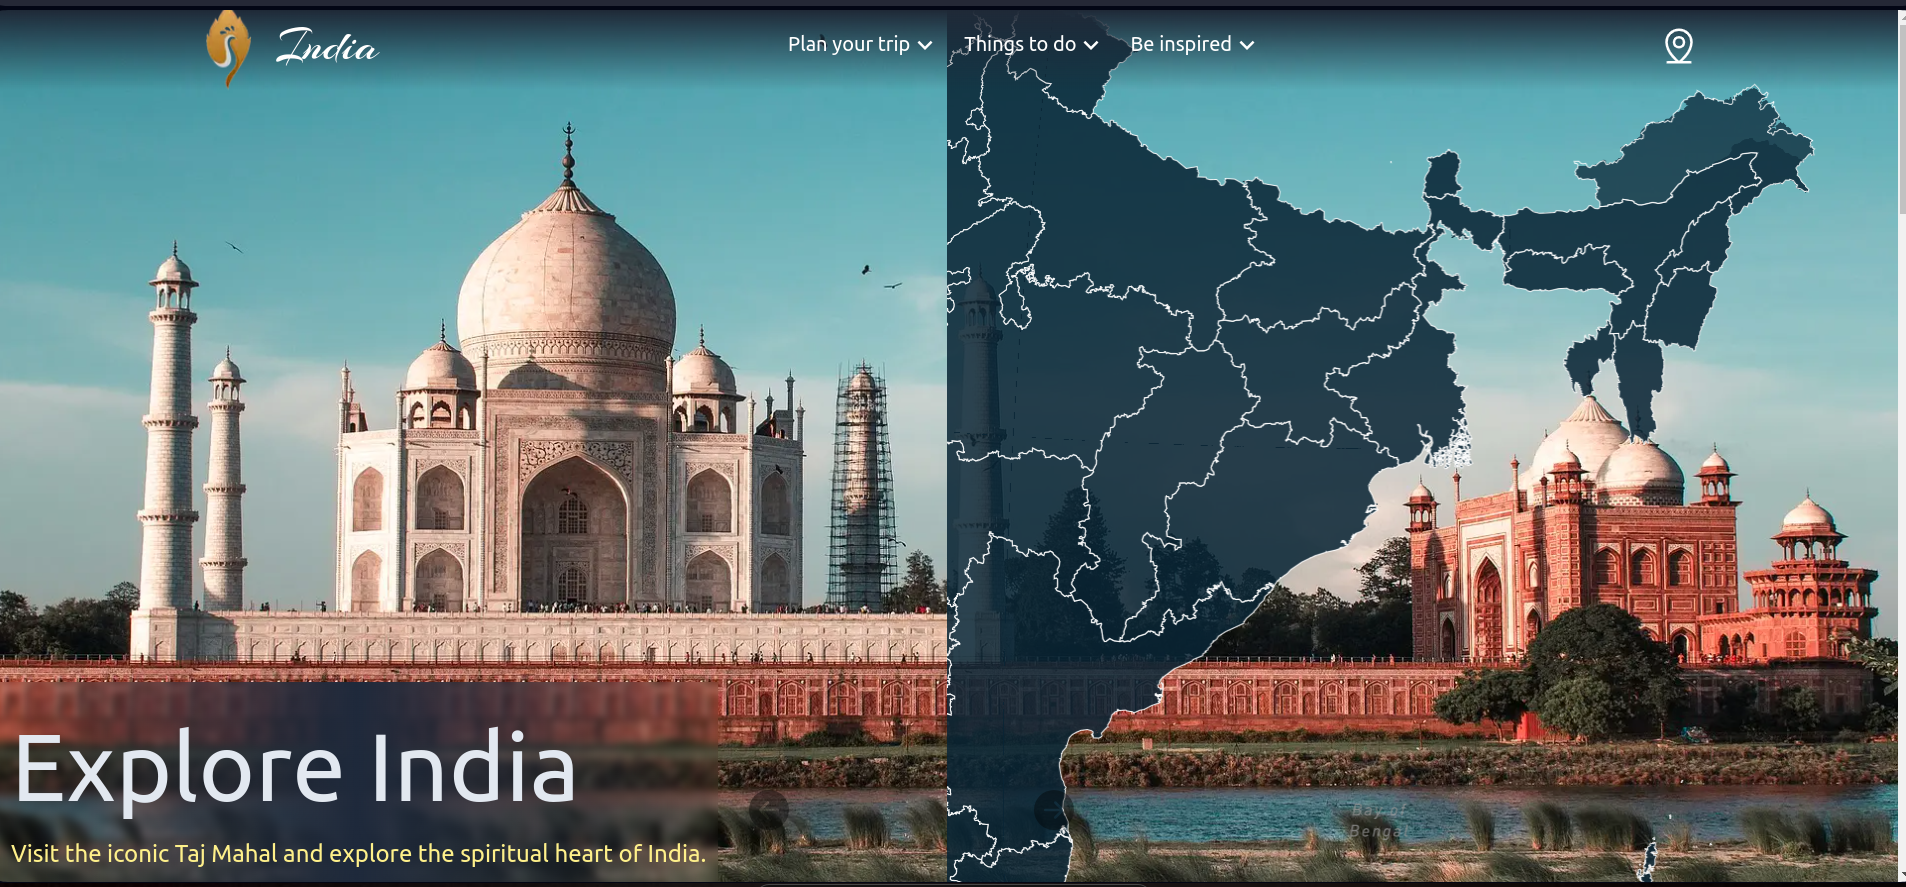 India
Plan your trip
Things to do
Be inspired
Explore India
Visit the iconic Taj Mahal and explore the spiritual heart of India.
Bay of
Bengal